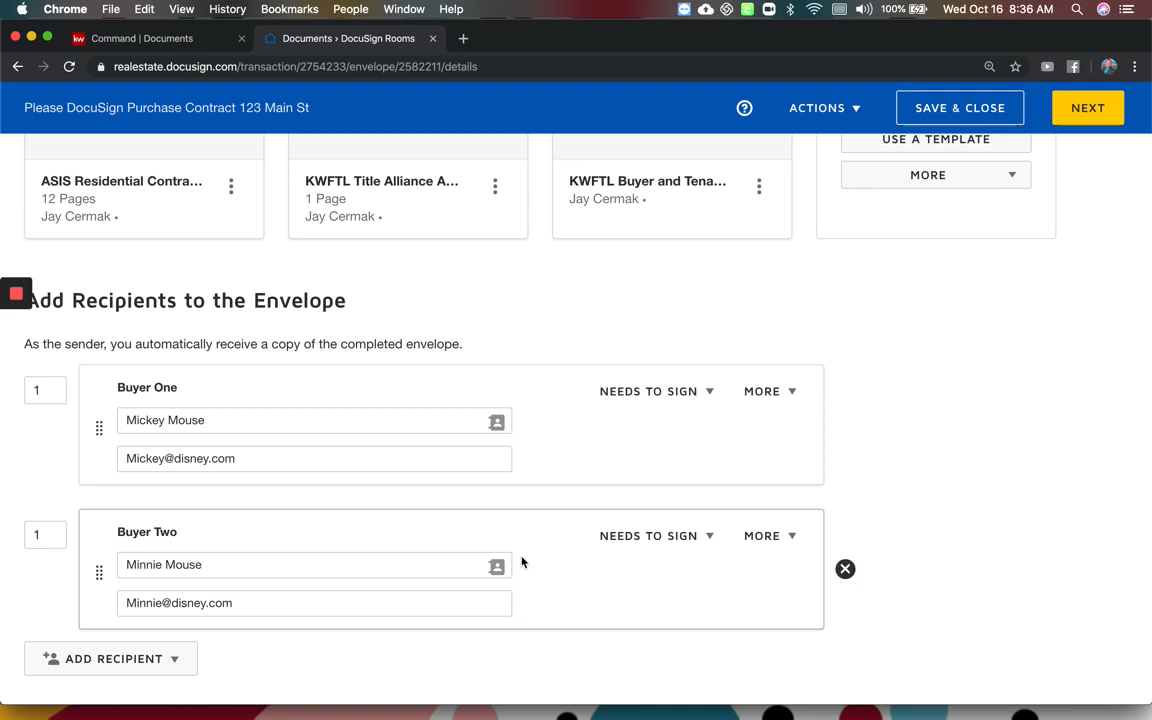 Chrome File Edit View History Bookmarks People Window Help 100% Wed Oct 16 8:36 AM
kw Command | Documents Documents › DocuSign Rooms
realestate.docusign.com/transaction/2754233/envelope/2582211/details
Please DocuSign Purchase Contract 123 Main St ACTIONS SAVE & CLOSE NEXT
USE A TEMPLATE
ASIS Residential Contra... KWFTL Title Alliance A... KWFTL Buyer and Tena... MORE
12 Pages 1 Page Jay Cermak •
Jay Cermak • Jay Cermak •
Add Recipients to the Envelope
As the sender, you automatically receive a copy of the completed envelope.
1 Buyer One NEEDS TO SIGN MORE
Mickey Mouse
Mickey@disney.com
1 Buyer Two NEEDS TO SIGN MORE
Minnie Mouse
Minnie@disney.com
ADD RECIPIENT